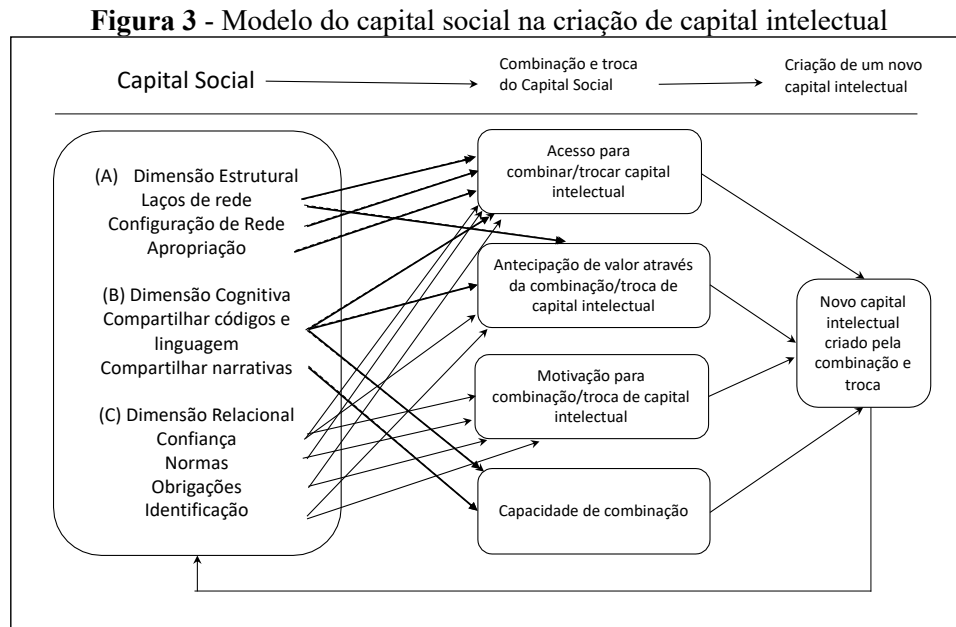 Figura 3 - Modelo do capital social na criação de capital intelectual
Capital Social
Combinação e troca
do Capital Social
Criação de um novo
capital intelectual
(A) Dimensão Estrutural
Laços de rede
Configuração de Rede
Apropriação
(B) Dimensão Cognitiva
Compartilhar códigos e
linguagem
Compartilhar narrativas
(C) Dimensão Relacional
Confiança
Normas
Obrigações
Identificação
Acesso para
combinar/trocar capital
intelectual
Antecipação de valor através
da combinação/troca de
capital intelectual
Motivação para
combinação/troca de capital
intelectual
Capacidade de combinação
Novo capital
intelectual
criado pela
combinação e
troca